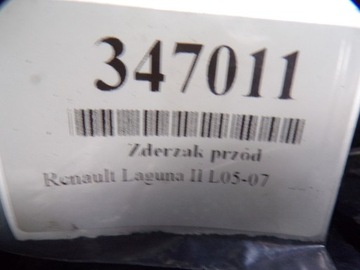 347011
Zderzak przód
Renault Laguna II L05-07